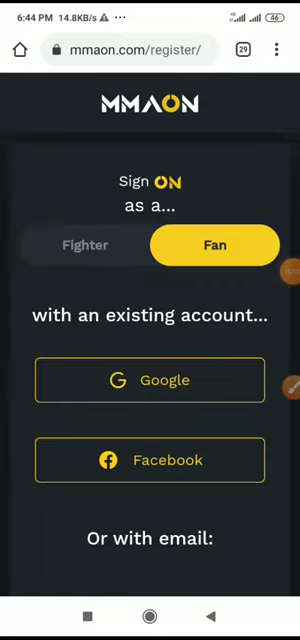 6:44 PM 14.8KB/s
46
mmaon.com/register/
29
MMAON
Sign ON
as a...
Fighter
Fan
with an existing account...
Google
Facebook
Or with email: